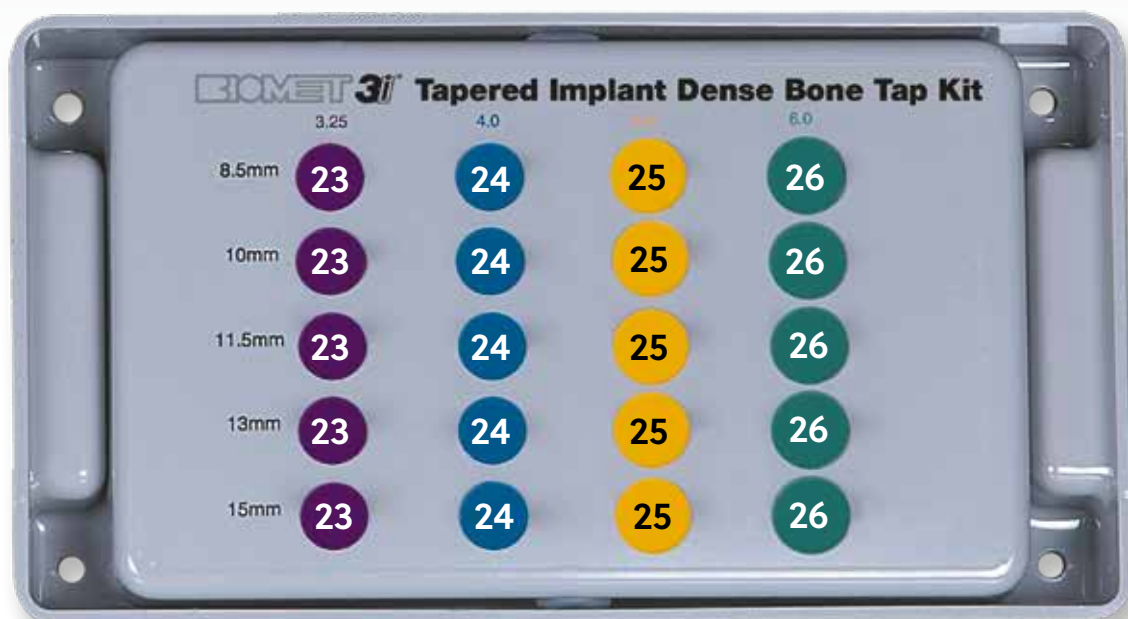 BIOMET 3i Tapered Implant Dense Bone Tap Kit
3.25 4.0 5.0 6.0
8.5mm 23 24 25 26
10mm 23 24 25 26
11.5mm 23 24 25 26
13mm 23 24 25 26
15mm 23 24 25 26